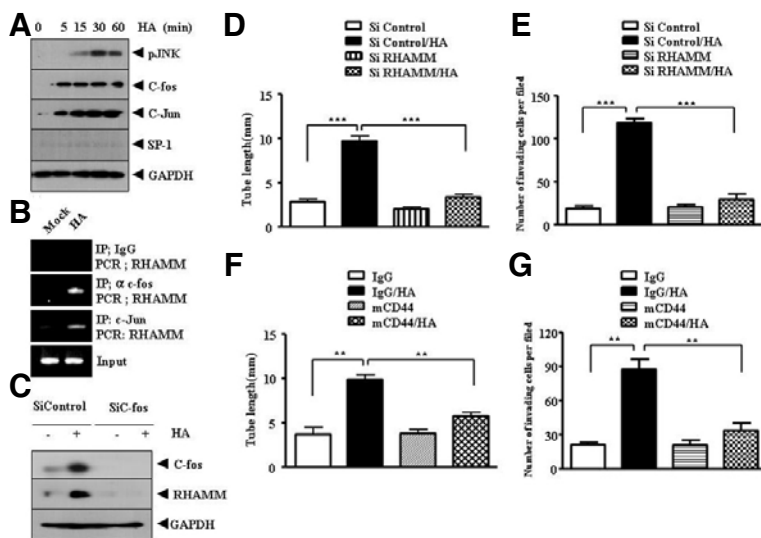 A
0 5 15 30 60 HA (min)
pJNK
C-fos
C-Jun
SP-1
GAPDH
B
Mock HA
IP; IgG
PCR ; RHAMM
IP; α c-fos
PCR ; RHAMM
IP: c-Jun
PCR: RHAMM
Input
C
SiControl SiC-fos
- + - + HA
C-fos
RHAMM
GAPDH
D
Si Control
Si Control/HA
Si RHAMM
Si RHAMM/HA
Tube length(mm)
15
10
5
0
*** ***
E
Si Control
Si Control/HA
Si RHAMM
Si RHAMM/HA
Number of invading cells per filed
150
100
50
0
*** ***
F
IgG
IgG/HA
mCD44
mCD44/HA
Tube length(mm)
15
10
5
0
** **
G
IgG
IgG/HA
mCD44
mCD44/HA
Number of invading cells per filed
120
90
60
30
0
** **